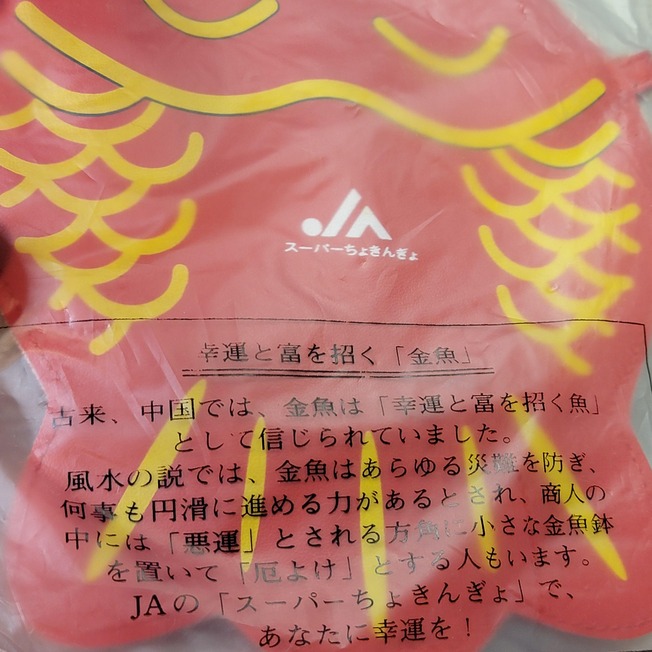 JA
スーパーちょきんぎょ
幸運と富を招く「金魚」
古来、中国では、金魚は「幸運と富を招く魚」
として信じられていました。
風水の説では、金魚はあらゆる災難を防ぎ、
何事も円滑に進める力があるとされ、商人の
中には「悪運」とされる方角に小さな金魚鉢
を置いて「厄よけ」とする人もいます。
JAの「スーパーちょきんぎょ」で、
あなたに幸運を！